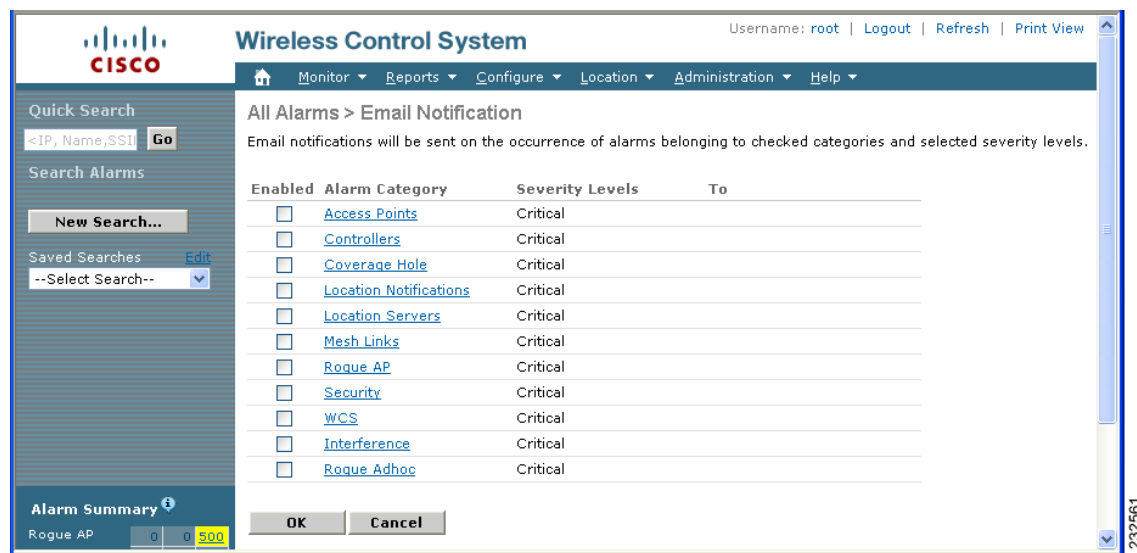 Username: root | Logout | Refresh | Print View
CISCO
Wireless Control System
Monitor Reports Configure Location Administration Help
Quick Search
<IP, Name,SSI
Go
Search Alarms
New Search...
Saved Searches Edit
--Select Search--
All Alarms > Email Notification
Email notifications will be sent on the occurrence of alarms belonging to checked categories and selected severity levels.
Enabled Alarm Category Severity Levels To
Access Points Critical
Controllers Critical
Coverage Hole Critical
Location Notifications Critical
Location Servers Critical
Mesh Links Critical
Rogue AP Critical
Security Critical
WCS Critical
Interference Critical
Rogue Adhoc Critical
OK Cancel
Alarm Summary
Rogue AP 0 0 500
232561